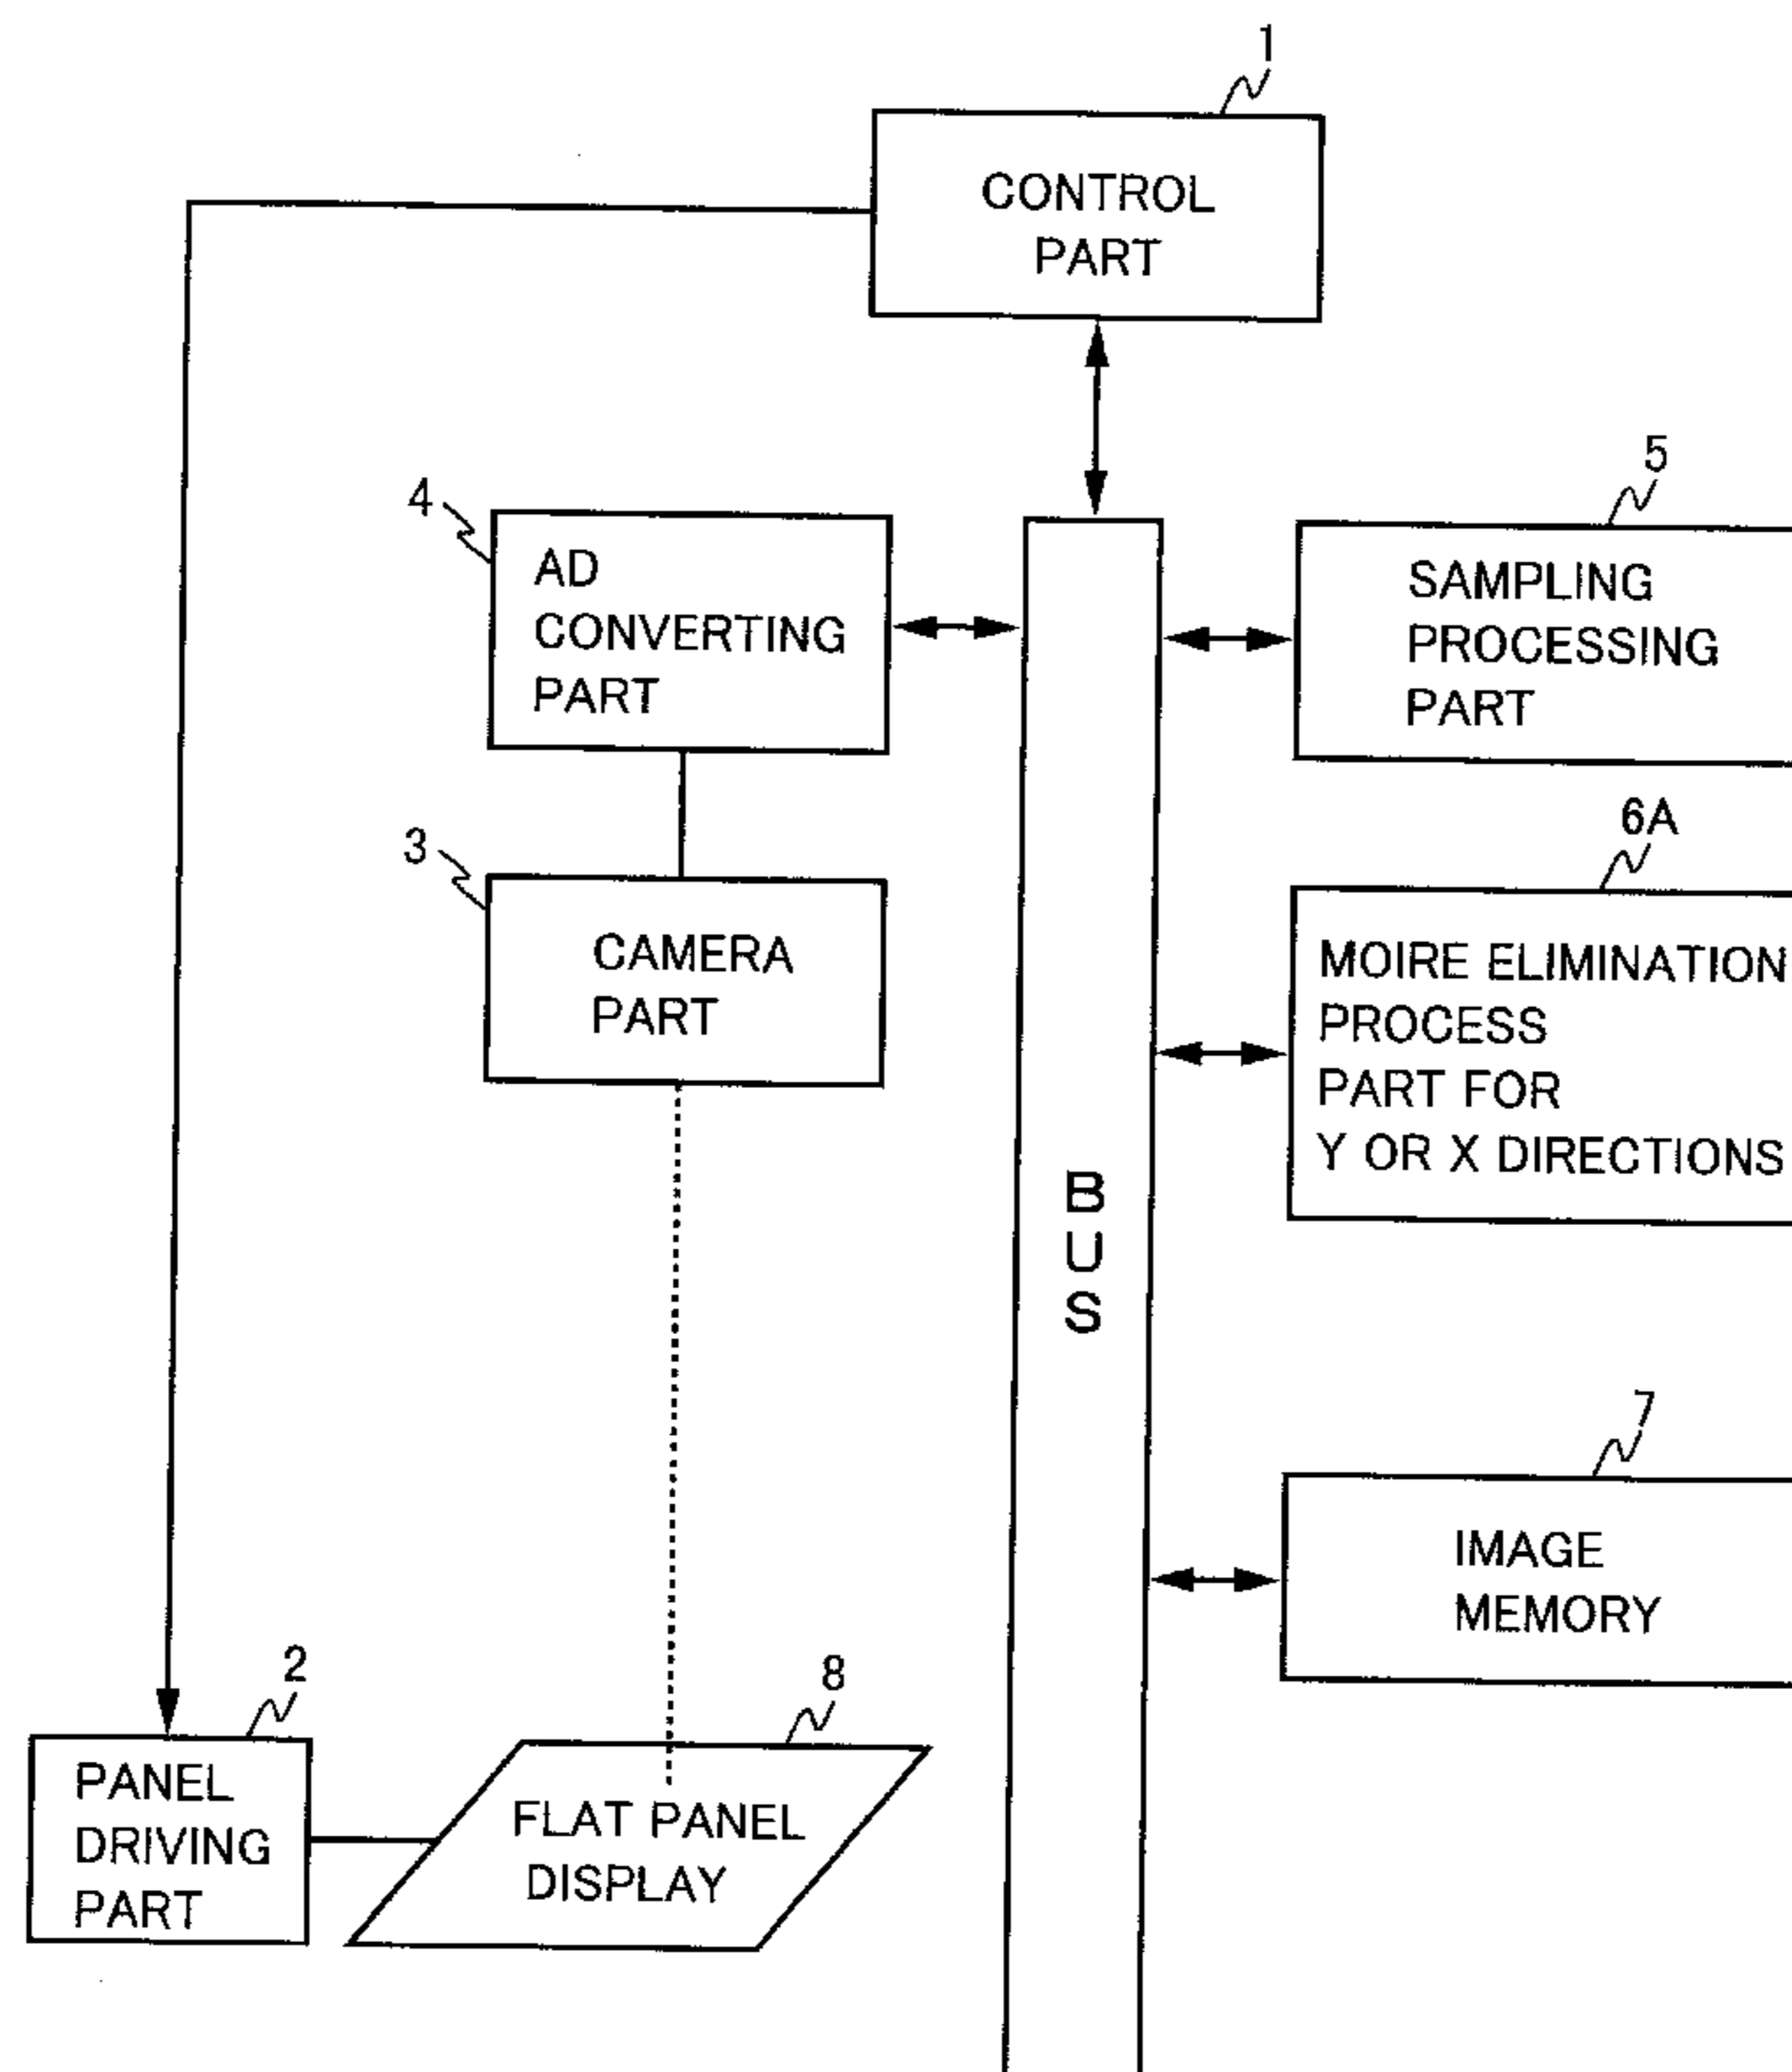 1
CONTROL
PART
4
AD
CONVERTING
PART
5
SAMPLING
PROCESSING
PART
3
CAMERA
PART
6A
MOIRE ELIMINATION
PROCESS
PART FOR
Y OR X DIRECTIONS
BUS
7
IMAGE
MEMORY
2
PANEL
DRIVING
PART
8
FLAT PANEL
DISPLAY